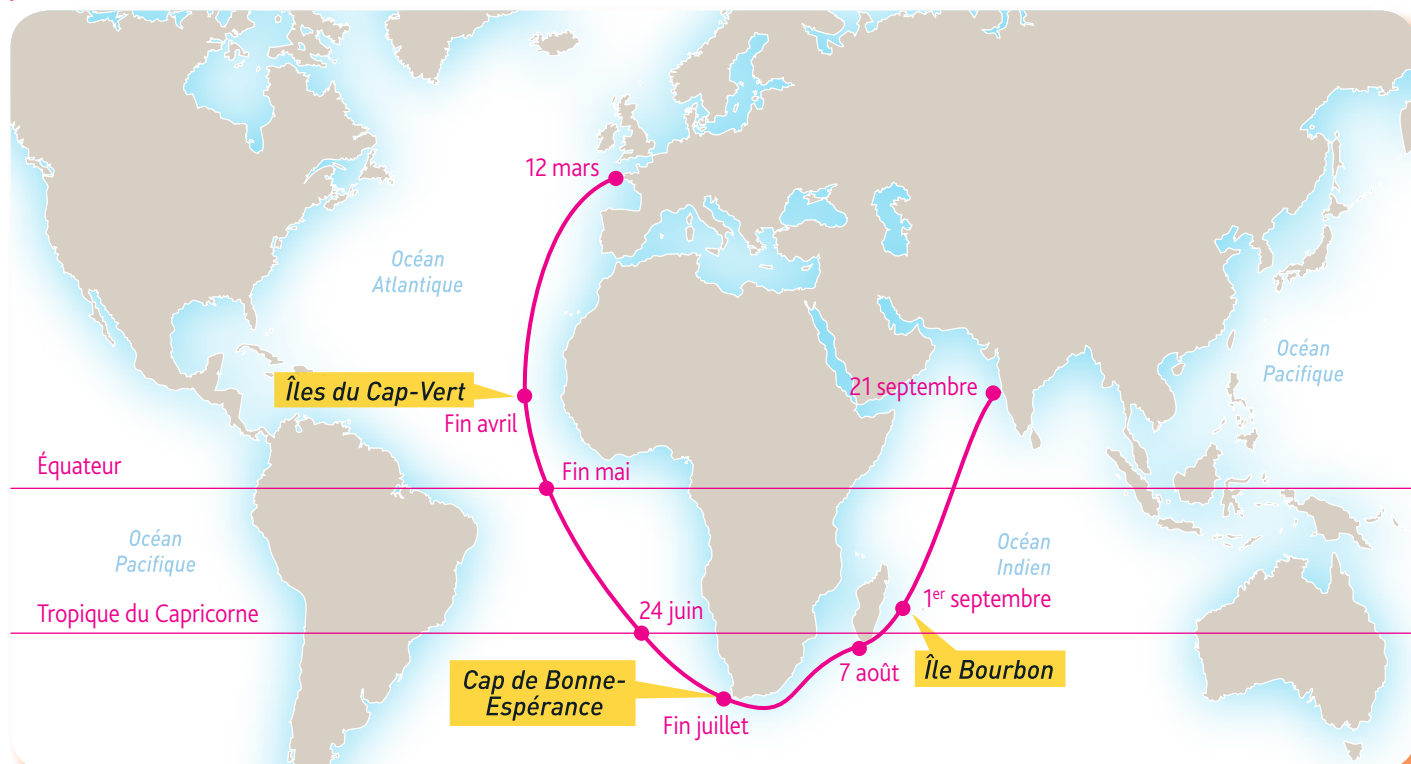 12 mars
Océan
Atlantique
Océan
Pacifique
Îles du Cap-Vert
21 septembre
Fin avril
Équateur
Fin mai
Océan
Pacifique
Océan
Indien
Tropique du Capricorne
24 juin
1er septembre
Cap de Bonne-
Espérance
7 août
Île Bourbon
Fin juillet